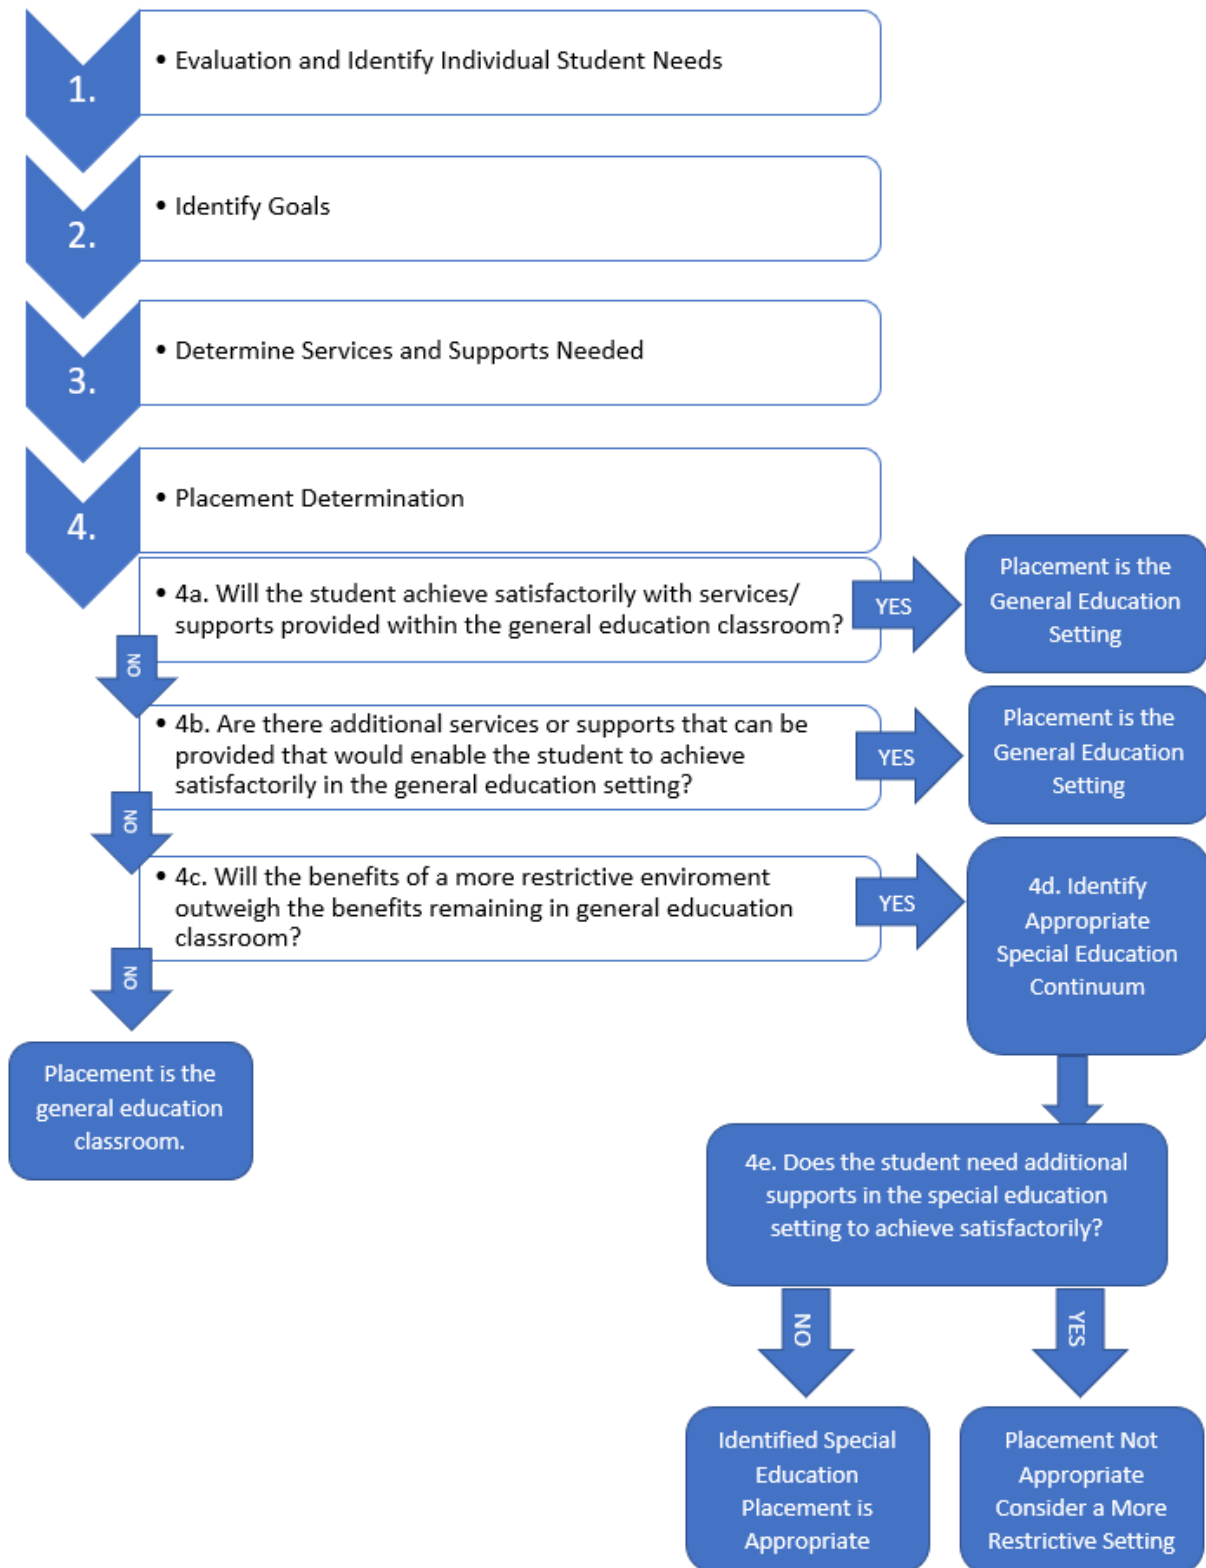 1.
• Evaluation and Identify Individual Student Needs
2.
• Identify Goals
3.
• Determine Services and Supports Needed
4.
• Placement Determination
• 4a. Will the student achieve satisfactorily with services/
supports provided within the general education classroom?
YES
Placement is the
General Education
Setting
NO
• 4b. Are there additional services or supports that can be
provided that would enable the student to achieve
satisfactorily in the general education setting?
YES
Placement is the
General Education
Setting
NO
• 4c. Will the benefits of a more restrictive enviroment
outweigh the benefits remaining in general educuation
classroom?
YES
4d. Identify
Appropriate
Special Education
Continuum
NO
Placement is the
general education
classroom.
4e. Does the student need additional
supports in the special education
setting to achieve satisfactorily?
NO
YES
Identified Special
Education
Placement is
Appropriate
Placement Not
Appropriate
Consider a More
Restrictive Setting